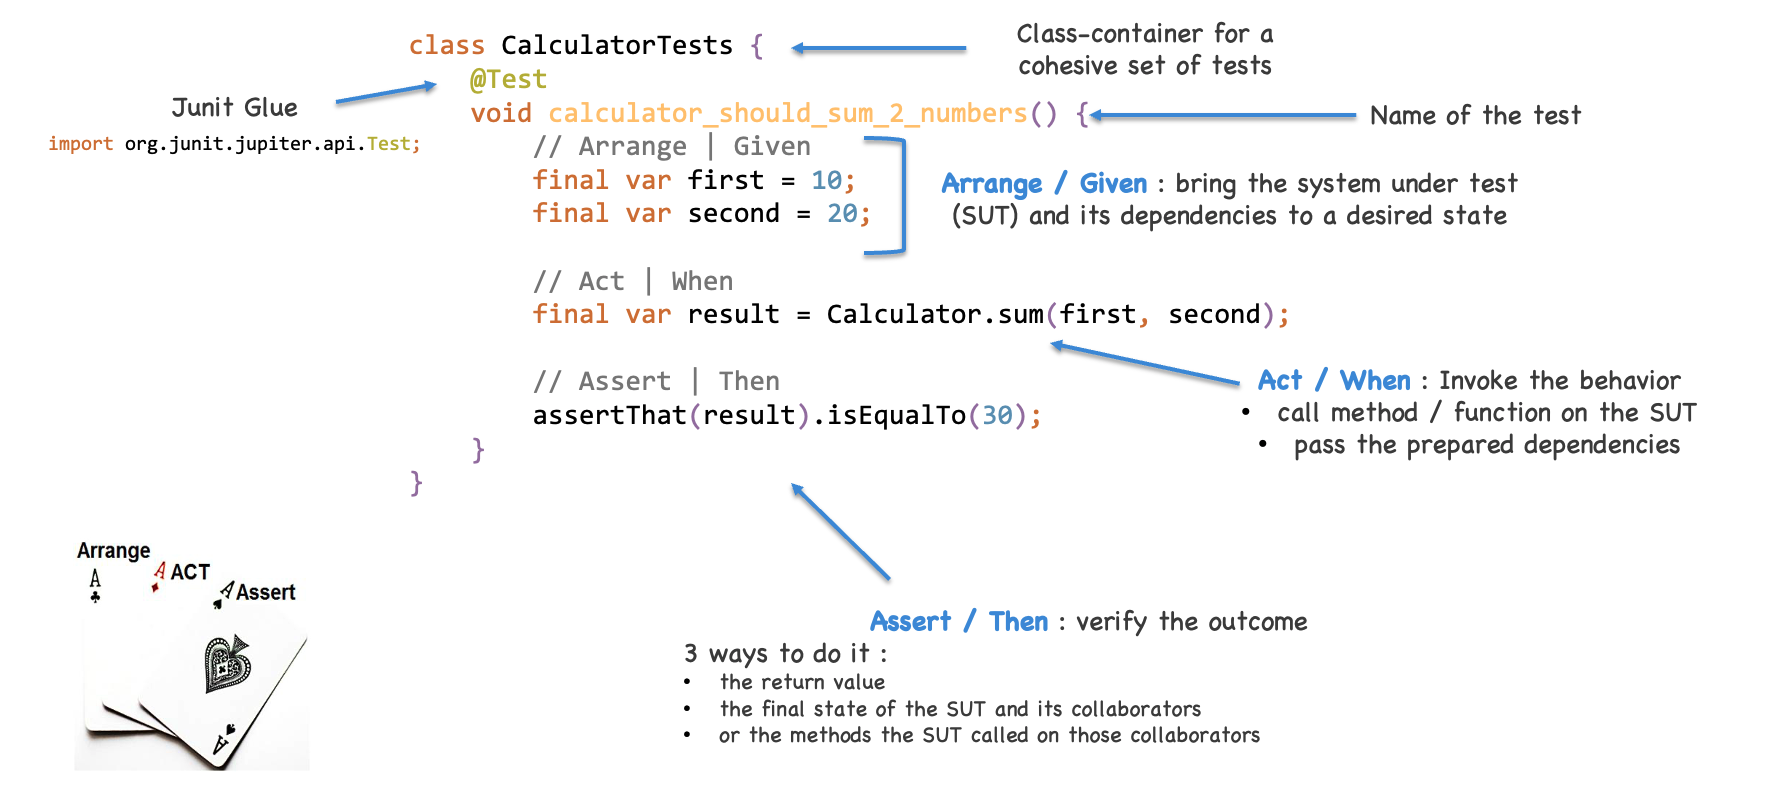 class CalculatorTests {
Class-container for a
cohesive set of tests
@Test
Junit Glue
import org.junit.jupiter.api.Test;
void calculator_should_sum_2_numbers() {
Name of the test
// Arrange | Given
final var first = 10;
final var second = 20;
Arrange / Given : bring the system under test
(SUT) and its dependencies to a desired state
// Act | When
final var result = Calculator.sum(first, second);
Act / When : Invoke the behavior
• call method / function on the SUT
• pass the prepared dependencies
// Assert | Then
assertThat(result).isEqualTo(30);
}
}
Arrange
A
A ACT
A Assert
A
Assert / Then : verify the outcome
3 ways to do it :
• the return value
• the final state of the SUT and its collaborators
• or the methods the SUT called on those collaborators